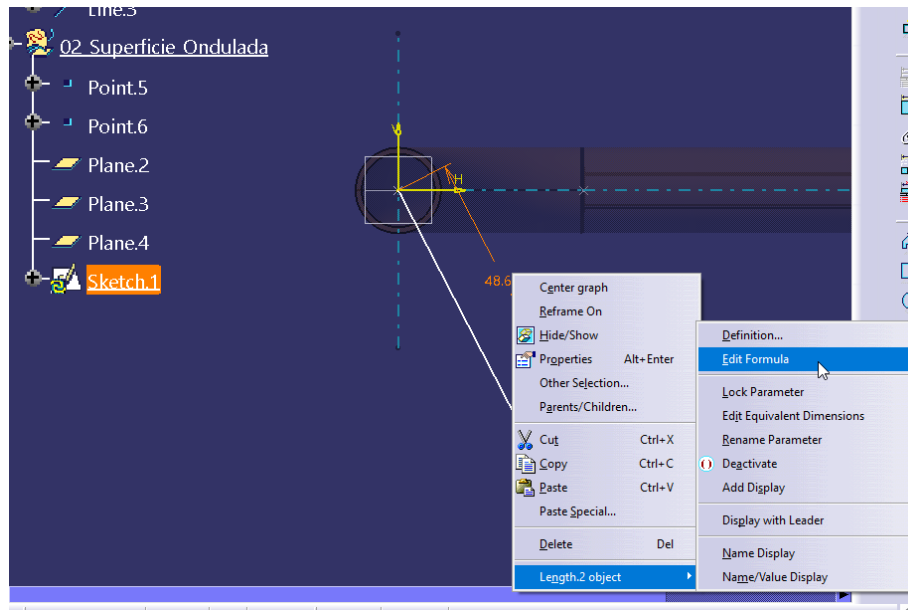 Line.3
02 Superficie Ondulada
Point.5
Point.6
Plane.2
Plane.3
Plane.4
Sketch.1
V
H
48.6
Center graph
Reframe On
Hide/Show
Properties Alt+Enter
Other Selection...
Parents/Children...
Cut Ctrl+X
Copy Ctrl+C
Paste Ctrl+V
Paste Special...
Delete Del
Length.2 object
Definition...
Edit Formula
Lock Parameter
Edit Equivalent Dimensions
Rename Parameter
Deactivate
Add Display
Display with Leader
Name Display
Name/Value Display